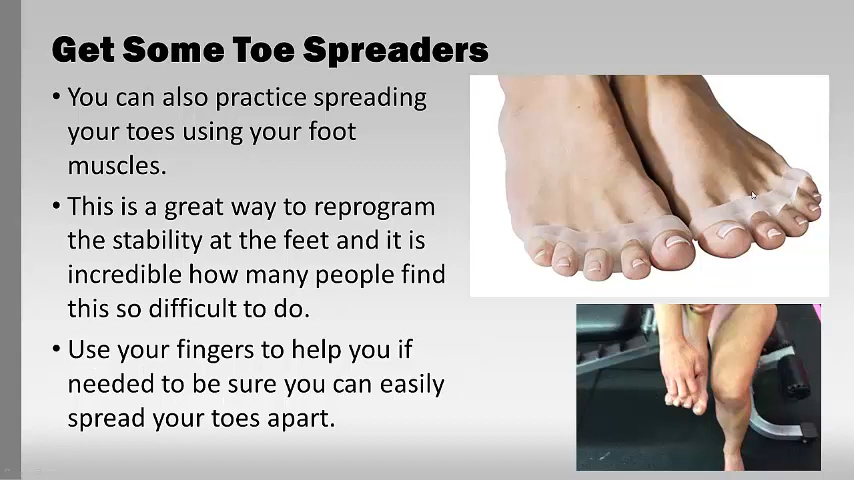 Get Some Toe Spreaders
• You can also practice spreading
your toes using your foot
muscles.
• This is a great way to reprogram
the stability at the feet and it is
incredible how many people find
this so difficult to do.
• Use your fingers to help you if
needed to be sure you can easily
spread your toes apart.